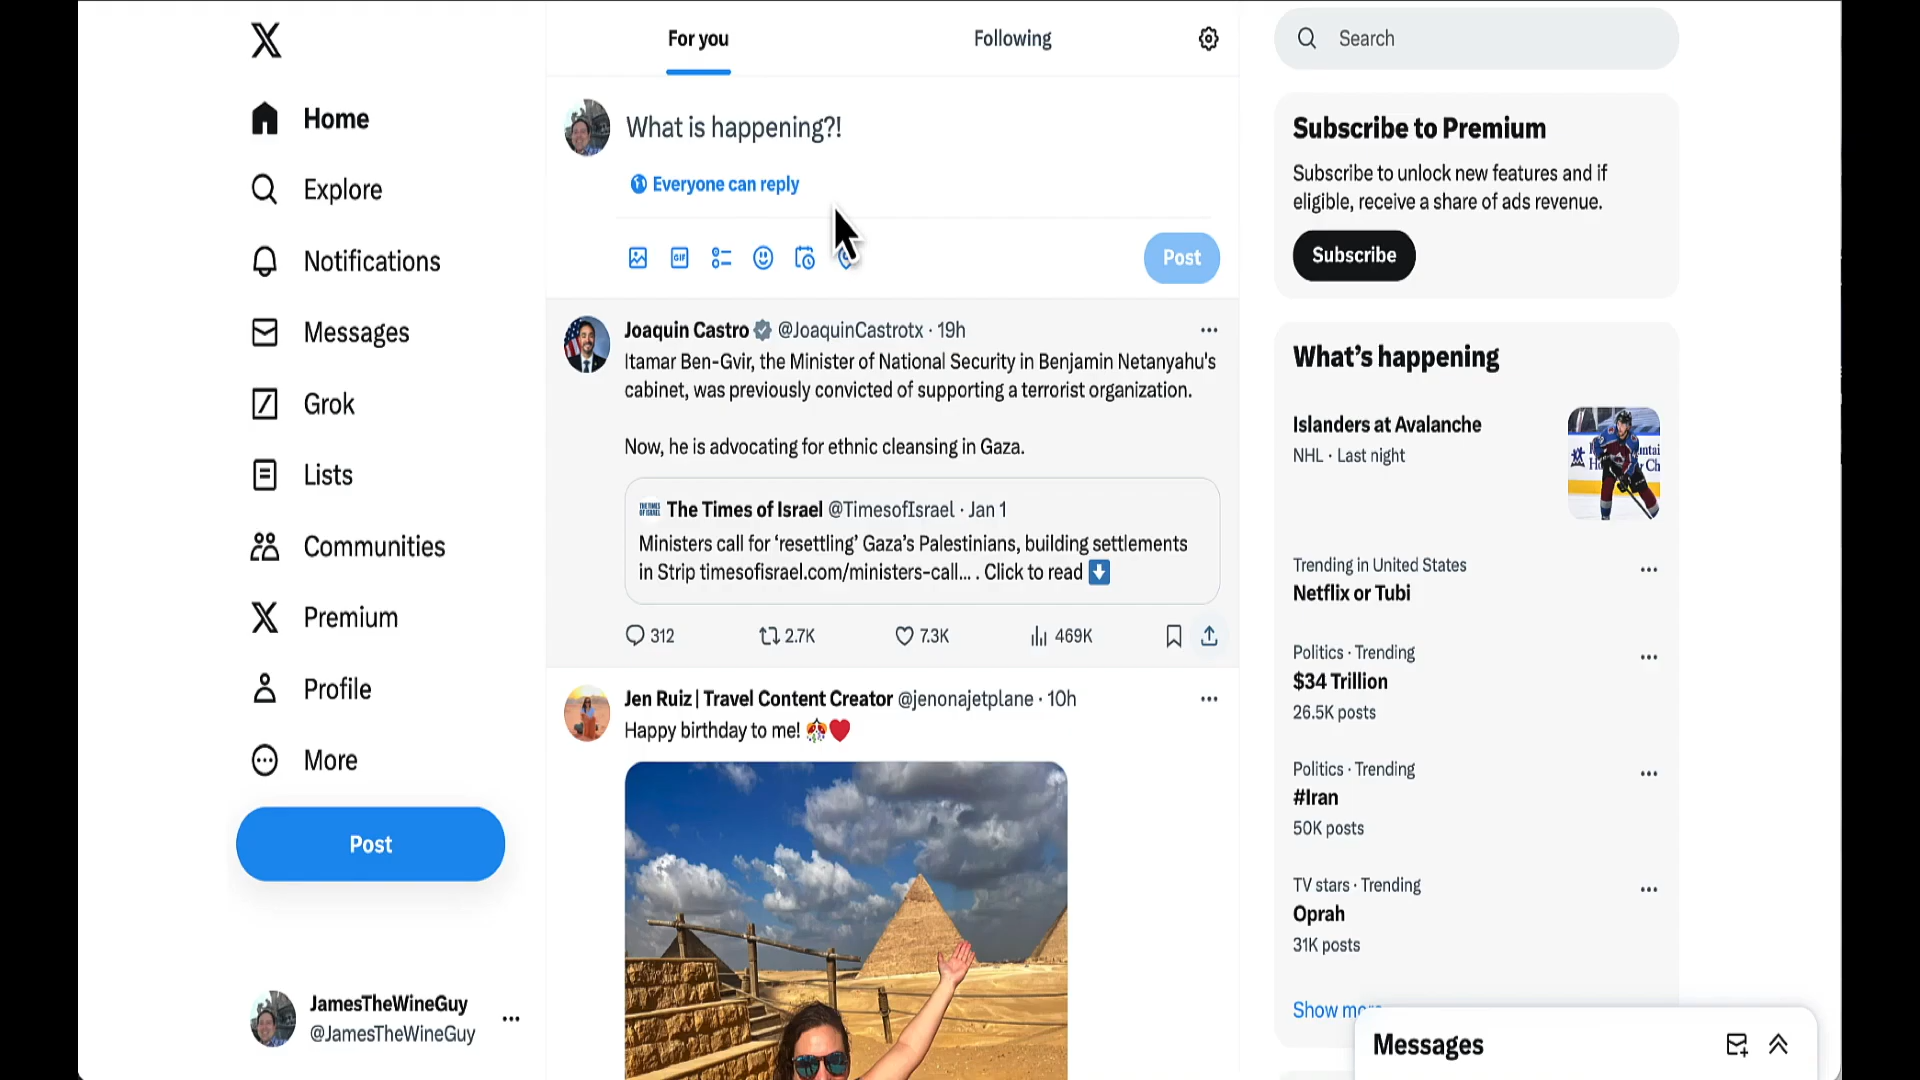 Home
Explore
Notifications
Messages
Grok
Lists
Communities
Premium
Profile
More
Post
JamesTheWineGuy
@JamesTheWineGuy
For you
Following
What is happening?!
Everyone can reply
GIF
Post
Joaquin Castro @JoaquinCastrotx · 19h
Itamar Ben-Gvir, the Minister of National Security in Benjamin Netanyahu's
cabinet, was previously convicted of supporting a terrorist organization.
Now, he is advocating for ethnic cleansing in Gaza.
THE TIMES OF ISRAEL The Times of Israel @TimesofIsrael · Jan 1
Ministers call for ‘resettling’ Gaza’s Palestinians, building settlements
in Strip timesofisrael.com/ministers-call... . Click to read
312 2.7K 7.3K 469K
Jen Ruiz | Travel Content Creator @jenonajetplane · 10h
Happy birthday to me!
Search
Subscribe to Premium
Subscribe to unlock new features and if
eligible, receive a share of ads revenue.
Subscribe
What’s happening
Islanders at Avalanche
NHL · Last night
Trending in United States
Netflix or Tubi
Politics · Trending
$34 Trillion
26.5K posts
Politics · Trending
#Iran
50K posts
TV stars · Trending
Oprah
31K posts
Show more
Messages